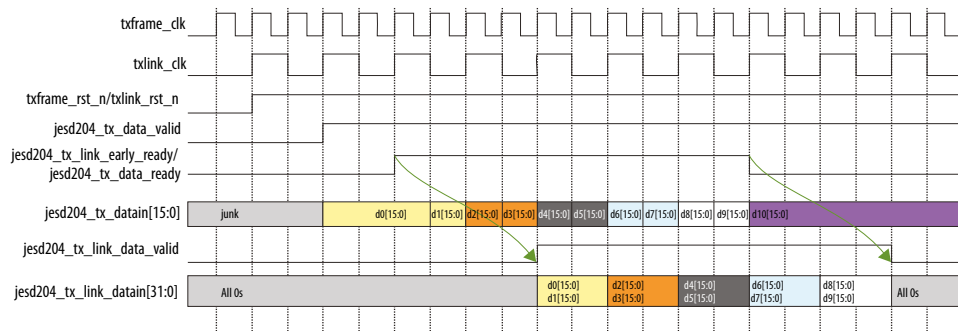 txframe_clk
txlink_clk
txframe_rst_n/txlink_rst_n
jesd204_tx_data_valid
jesd204_tx_link_early_ready/
jesd204_tx_data_ready
jesd204_tx_datain[15:0] junk d0[15:0] d1[15:0] d2[15:0] d3[15:0] d4[15:0] d5[15:0] d6[15:0] d7[15:0] d8[15:0] d9[15:0] d10[15:0]
jesd204_tx_link_data_valid
jesd204_tx_link_datain[31:0] All 0s d0[15:0] d2[15:0] d4[15:0] d6[15:0] d8[15:0] All 0s
d1[15:0] d3[15:0] d5[15:0] d7[15:0] d9[15:0]